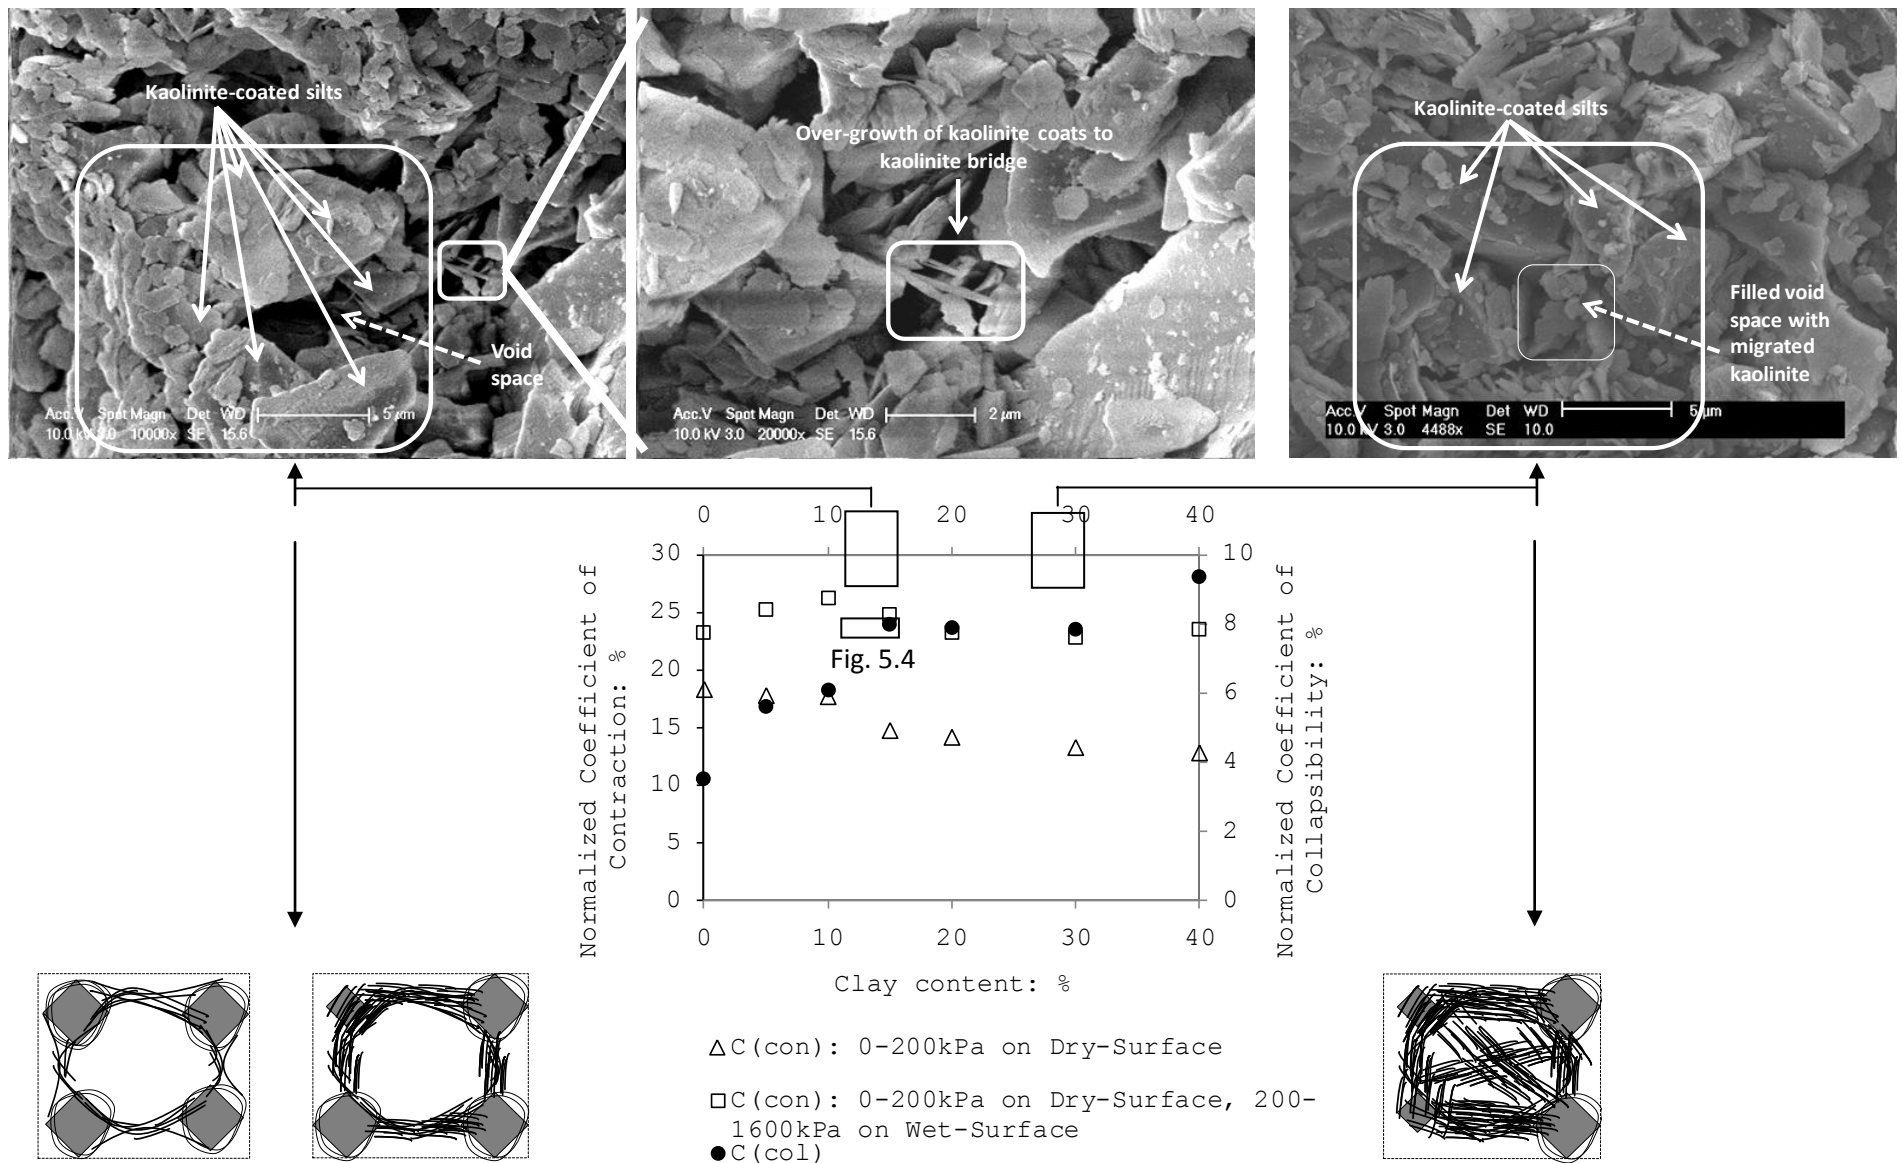 Kaolinite-coated silts
Void
space
Acc.V Spot Magn Det WD 5 µm
10.0 kV 3.0 10000x SE 15.6
Over-growth of kaolinite coats to
kaolinite bridge
Acc.V Spot Magn Det WD 2 µm
10.0 kV 3.0 20000x SE 15.6
Kaolinite-coated silts
Filled void
space with
migrated
kaolinite
Acc.V Spot Magn Det WD 5 µm
10.0 kV 3.0 4488x SE 10.0
0 10 20 30 40
30
25
20
15
10
5
0
Normalized Coefficient of
Contraction: %
10
8
6
4
2
0
Normalized Coefficient of
Collapsibility: %
Fig. 5.4
0 10 20 30 40
Clay content: %
C(con): 0-200kPa on Dry-Surface
C(con): 0-200kPa on Dry-Surface, 200-
1600kPa on Wet-Surface
C(col)